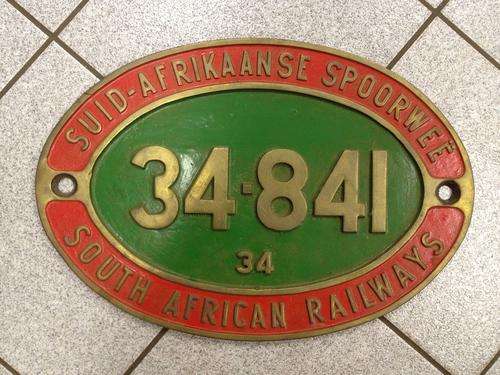 SUID-AFRIKAANSE SPOORWEË
34-841
34
SOUTH AFRICAN RAILWAYS